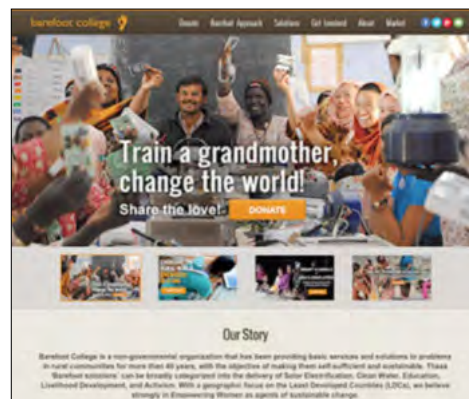 barefoot college
Donate Barefoot Approach Solutions Get Involved About Market
Train a grandmother,
change the world!
Share the love! DONATE
Our Story
Barefoot College is a non-governmental organization that has been providing basic services and solutions to problems
in rural communities for more than 40 years, with the objective of making them self-sufficient and sustainable. These
'Barefoot solutions' can be broadly categorized into the delivery of Solar Electrification, Clean Water, Education,
Livelihood Development, and Activism. With a geographic focus on the Least Developed Countries (LDCs), we believe
strongly in Empowering Women as agents of sustainable change.